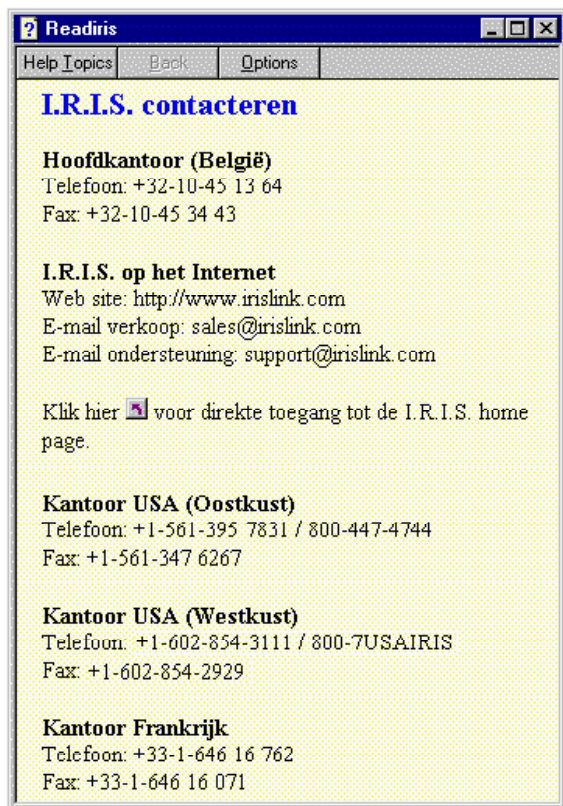 Readiris
Help Topics Back Options
I.R.I.S. contacteren
Hoofdkantoor (België)
Telefoon: +32-10-45 13 64
Fax: +32-10-45 34 43
I.R.I.S. op het Internet
Web site: http://www.irislink.com
E-mail verkoop: sales@irislink.com
E-mail ondersteuning: support@irislink.com
Klik hier voor direkte toegang tot de I.R.I.S. home
page.
Kantoor USA (Oostkust)
Telefoon: +1-561-395 7831 / 800-447-4744
Fax: +1-561-347 6267
Kantoor USA (Westkust)
Telefoon: +1-602-854-3111 / 800-7USAIRIS
Fax: +1-602-854-2929
Kantoor Frankrijk
Telefoon: +33-1-646 16 762
Fax: +33-1-646 16 071